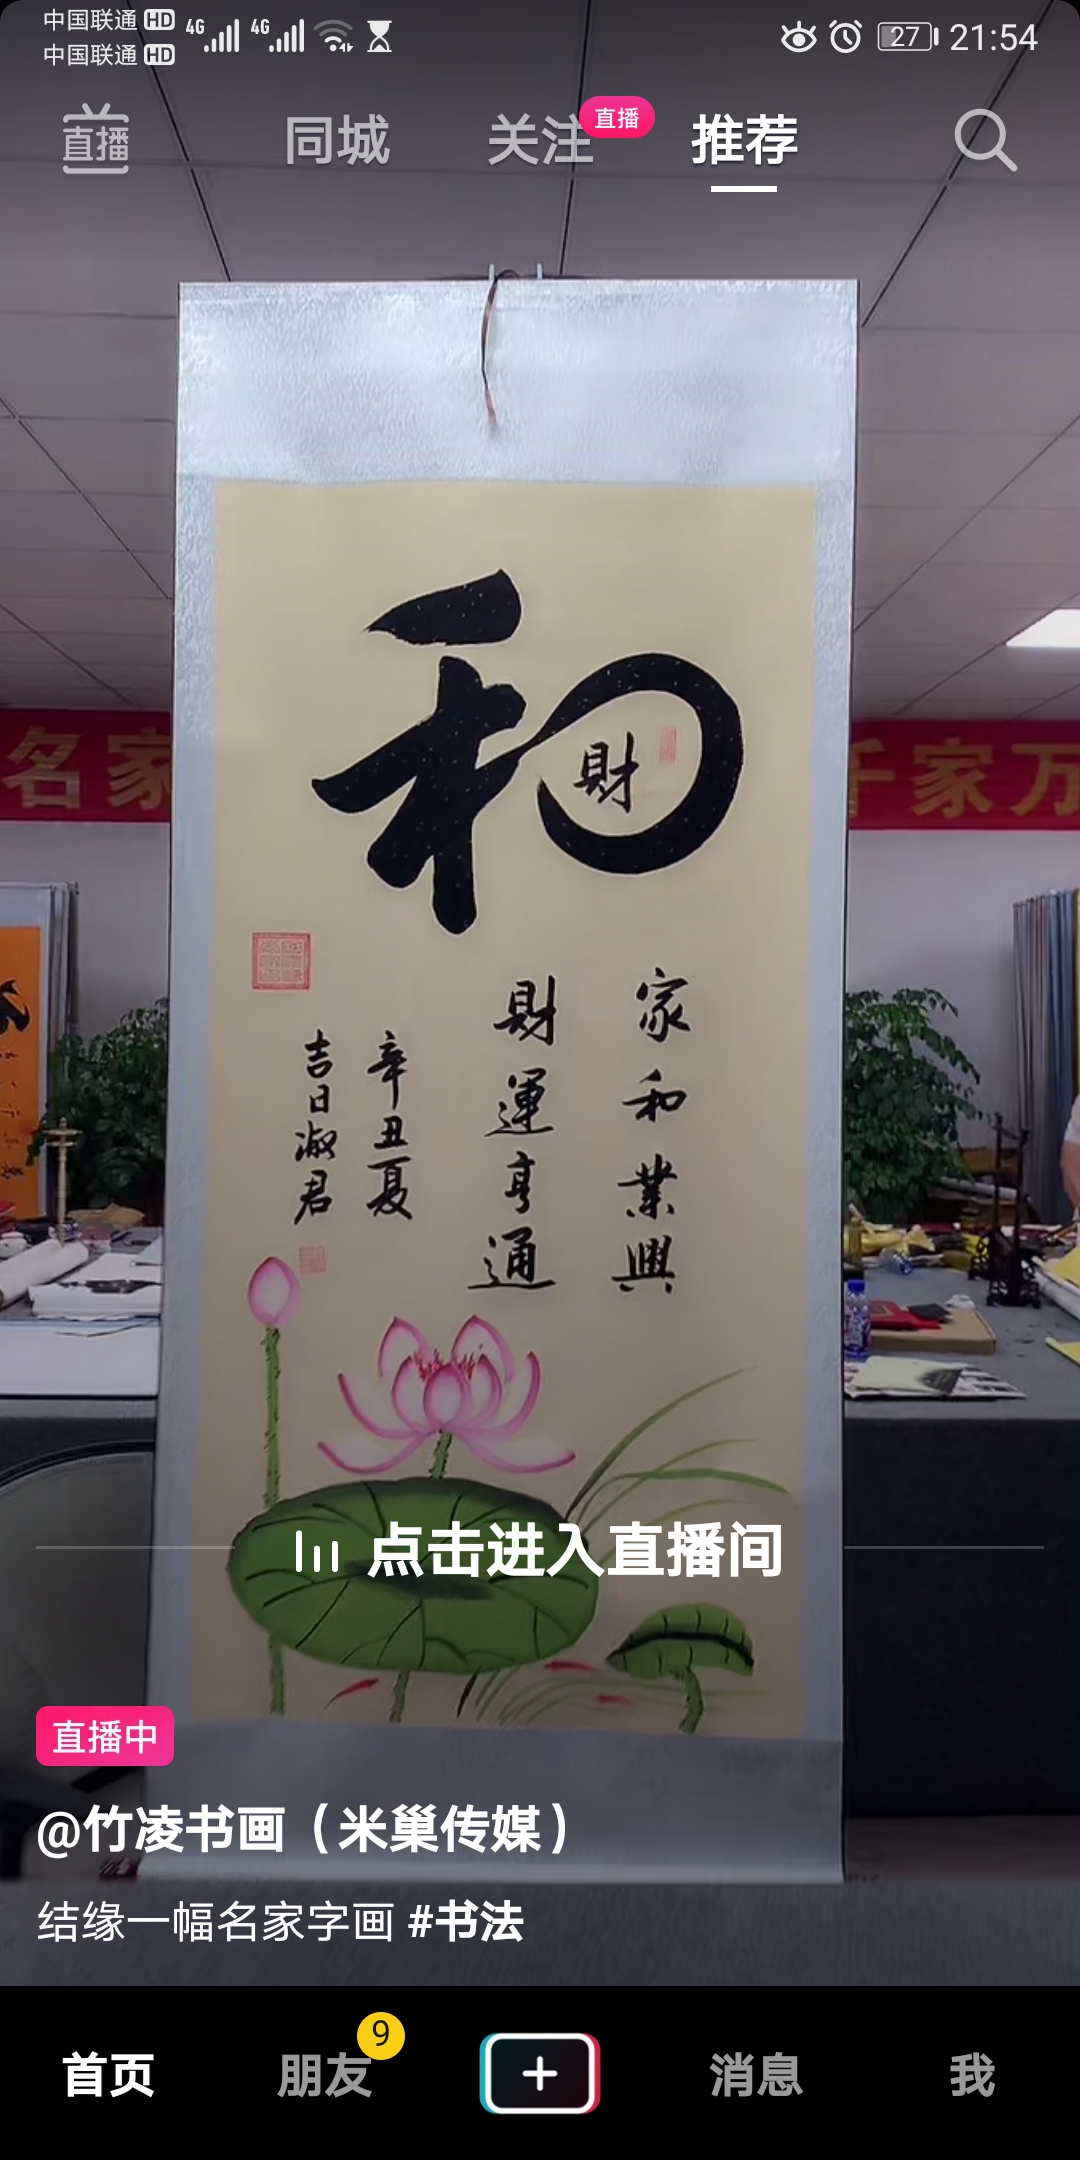 中国联通 HD 4G 4G 27 21:54
中国联通 HD
直播 同城 关注 直播 推荐
名家 千家万
和
財
家和業興
財運亨通
辛丑夏
吉日淑君
点击进入直播间
直播中
@竹凌书画（米巢传媒）
结缘一幅名家字画 #书法
首页 朋友 9 消息 我